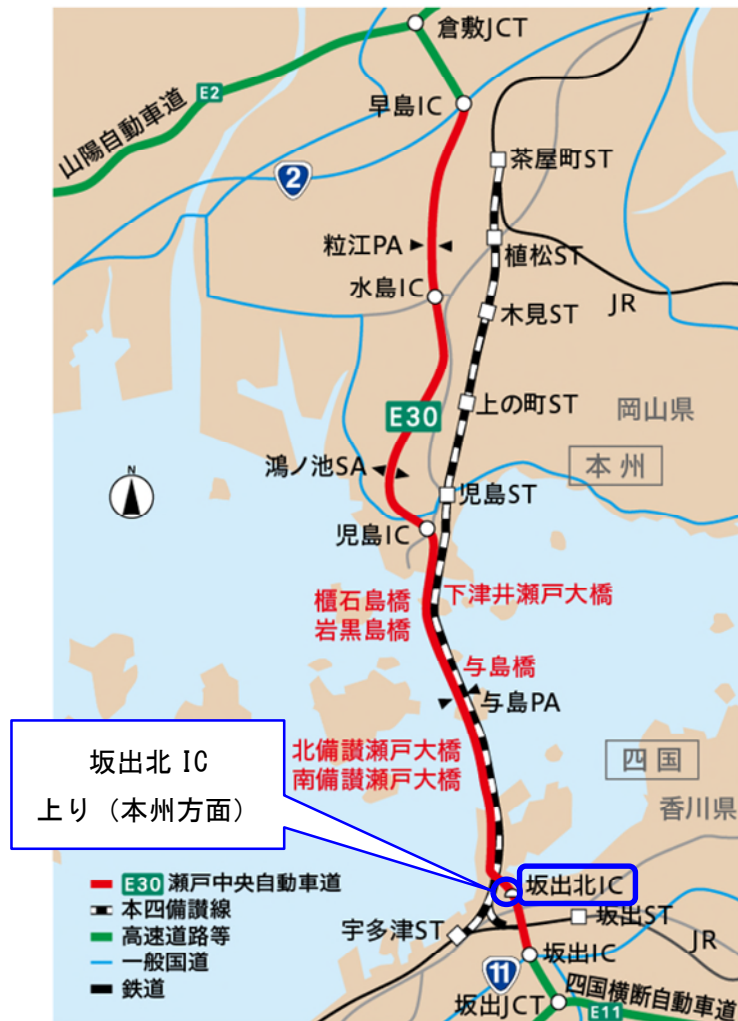 倉敷JCT
E2
早島IC
山陽自動車道
茶屋町ST
2
粒江PA
植松ST
水島IC
JR
木見ST
E30
上の町ST
岡山県
本州
鴻ノ池SA
N
児島ST
児島IC
櫃石島橋
下津井瀬戸大橋
岩黒島橋
与島橋
与島PA
坂出北 IC
上り（本州方面）
北備讃瀬戸大橋
南備讃瀬戸大橋
四国
香川県
E30 瀬戸中央自動車道
本四備讃線
高速道路等
一般国道
鉄道
坂出北IC
坂出ST
宇多津ST
JR
坂出IC
11
坂出JCT
四国横断自動車道
E11